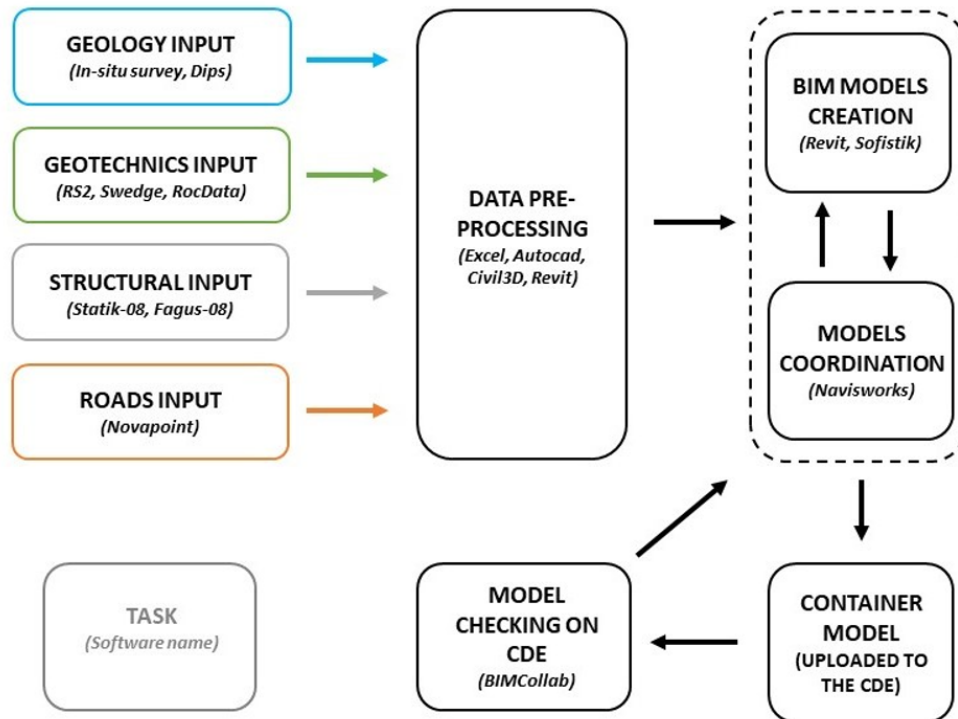 GEOLOGY INPUT
(In-situ survey, Dips)
GEOTECHNICS INPUT
(RS2, Swedge, RocData)
STRUCTURAL INPUT
(Statik-08, Fagus-08)
ROADS INPUT
(Novapoint)
DATA PRE-
PROCESSING
(Excel, Autocad,
Civil3D, Revit)
BIM MODELS
CREATION
(Revit, Sofistik)
MODELS
COORDINATION
(Navisworks)
TASK
(Software name)
MODEL
CHECKING ON
CDE
(BIMCollab)
CONTAINER
MODEL
(UPLOADED TO
THE CDE)